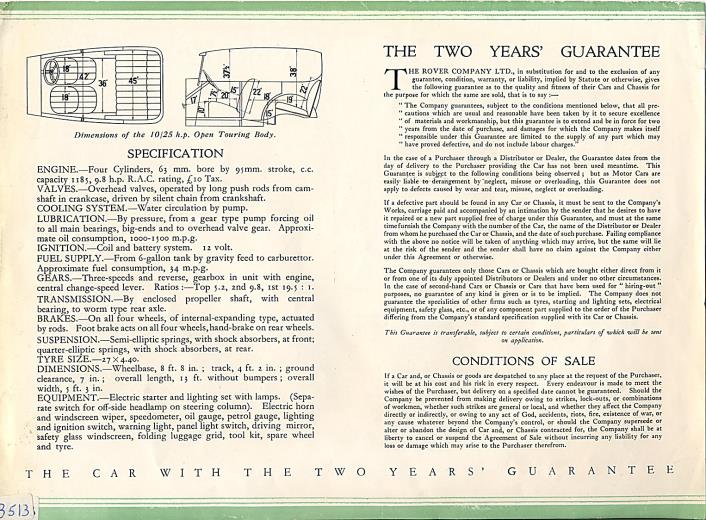 18"
42"
36"
45"
18"
37½"
38"
17"
7½"
20"
15"
22"
19"
22"
10"
Dimensions of the 10/25 h.p. Open Touring Body.
SPECIFICATION
ENGINE.—Four Cylinders, 63 mm. bore by 95mm. stroke, c.c.
capacity 1185, 9.8 h.p. R.A.C. rating, £10 Tax.
VALVES.—Overhead valves, operated by long push rods from cam-
shaft in crankcase, driven by silent chain from crankshaft.
COOLING SYSTEM.—Water circulation by pump.
LUBRICATION.—By pressure, from a gear type pump forcing oil
to all main bearings, big-ends and to overhead valve gear. Approxi-
mate oil consumption, 1000-1500 m.p.g.
IGNITION.—Coil and battery system. 12 volt.
FUEL SUPPLY.—From 6-gallon tank by gravity feed to carburettor.
Approximate fuel consumption, 34 m.p.g.
GEARS.—Three-speeds and reverse, gearbox in unit with engine,
central change-speed lever. Ratios :—Top 5.2, 2nd 9.8, 1st 19.5 : 1.
TRANSMISSION.—By enclosed propeller shaft, with central
bearing, to worm type rear axle.
BRAKES.—On all four wheels, of internal-expanding type, actuated
by rods. Foot brake acts on all four wheels, hand-brake on rear wheels.
SUSPENSION.—Semi-elliptic springs, with shock absorbers, at front;
quarter-elliptic springs, with shock absorbers, at rear.
TYRE SIZE.—27 × 4.40.
DIMENSIONS.—Wheelbase, 8 ft. 8 in. ; track, 4 ft. 2 in. ; ground
clearance, 7 in. ; overall length, 13 ft. without bumpers ; overall
width, 5 ft. 3 in.
EQUIPMENT.—Electric starter and lighting set with lamps. (Sepa-
rate switch for off-side headlamp on steering column). Electric horn
and windscreen wiper, speedometer, oil gauge, petrol gauge, lighting
and ignition switch, warning light, panel light switch, driving mirror,
safety glass windscreen, folding luggage grid, tool kit, spare wheel
and tyre.
THE TWO YEARS' GUARANTEE
THE ROVER COMPANY LTD., in substitution for and to the exclusion of any
guarantee, condition, warranty, or liability, implied by Statute or otherwise, gives
the following guarantee as to the quality and fitness of their Cars and Chassis for
the purpose for which the same are sold, that is to say :—
" The Company guarantees, subject to the conditions mentioned below, that all pre-
" cautions which are usual and reasonable have been taken by it to secure excellence
" of materials and workmanship, but this guarantee is to extend and be in force for two
" years from the date of purchase, and damages for which the Company makes itself
" responsible under this Guarantee are limited to the supply of any part which may
" have proved defective, and do not include labour charges."
In the case of a Purchaser through a Distributor or Dealer, the Guarantee dates from the
day of delivery to the Purchaser providing the Car has not been used meantime. This
Guarantee is subject to the following conditions being observed ; but as Motor Cars are
easily liable to derangement by neglect, misuse or overloading, this Guarantee does not
apply to defects caused by wear and tear, misuse, neglect or overloading.
If a defective part should be found in any Car or Chassis, it must be sent to the Company's
Works, carriage paid and accompanied by an intimation by the sender that he desires to have
it repaired or a new part supplied free of charge under this Guarantee, and must at the same
time furnish the Company with the number of the Car, the name of the Distributor or Dealer
from whom he purchased the Car or Chassis, and the date of such purchase. Failing compliance
with the above no notice will be taken of anything which may arrive, but the same will lie
at the risk of the sender and the sender shall have no claim against the Company either
under this Agreement or otherwise.
The Company guarantees only those Cars or Chassis which are bought either direct from it
or from one of its duly appointed Distributors or Dealers and under no other circumstances.
In the case of second-hand Cars or Chassis or Cars that have been used for " hiring-out "
purposes, no guarantee of any kind is given or is to be implied. The Company does not
guarantee the specialities of other firms such as tyres, starting and lighting sets, electrical
equipment, safety glass, etc., or of any component part supplied to the order of the Purchaser
differing from the Company's standard specification supplied with its Car or Chassis.
This Guarantee is transferable, subject to certain conditions, particulars of which will be sent
on application.
CONDITIONS OF SALE
If a Car and, or Chassis or goods are despatched to any place at the request of the Purchaser,
it will be at his cost and his risk in every respect. Every endeavour is made to meet the
wishes of the Purchaser, but delivery on a specified date cannot be guaranteed. Should the
Company be prevented from making delivery owing to strikes, lock-outs, or combinations
of workmen, whether such strikes are general or local, and whether they affect the Company
directly or indirectly, or owing to any act of God, accidents, riots, fire, existence of war, or
any cause whatever beyond the Company's control, or should the Company supersede or
alter or abandon the design of Car and, or Chassis contracted for, the Company shall be at
liberty to cancel or suspend the Agreement of Sale without incurring any liability for any
loss or damage which may arise to the Purchaser therefrom.
THE CAR WITH THE TWO YEARS' GUARANTEE
3513